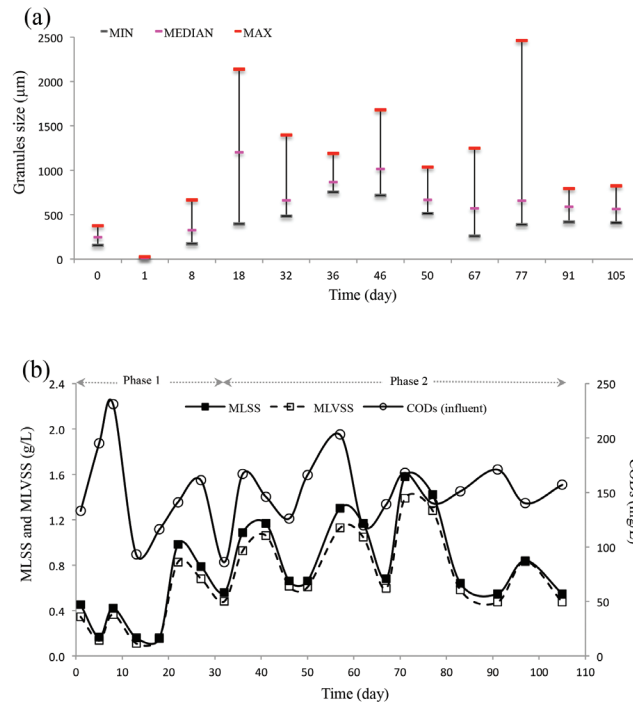 (a)
MIN MEDIAN MAX
2500
2000
1500
1000
500
0
Granules size (μm)
0 1 8 18 32 36 46 50 67 77 91 105
Time (day)
(b)
Phase 1 Phase 2
MLSS MLVSS CODs (influent)
2.4
2.0
1.6
1.2
0.8
0.4
0.0
MLSS and MLVSS (g/L)
250
200
150
100
50
0
CODs (mg/L)
0 10 20 30 40 50 60 70 80 90 100 110
Time (day)